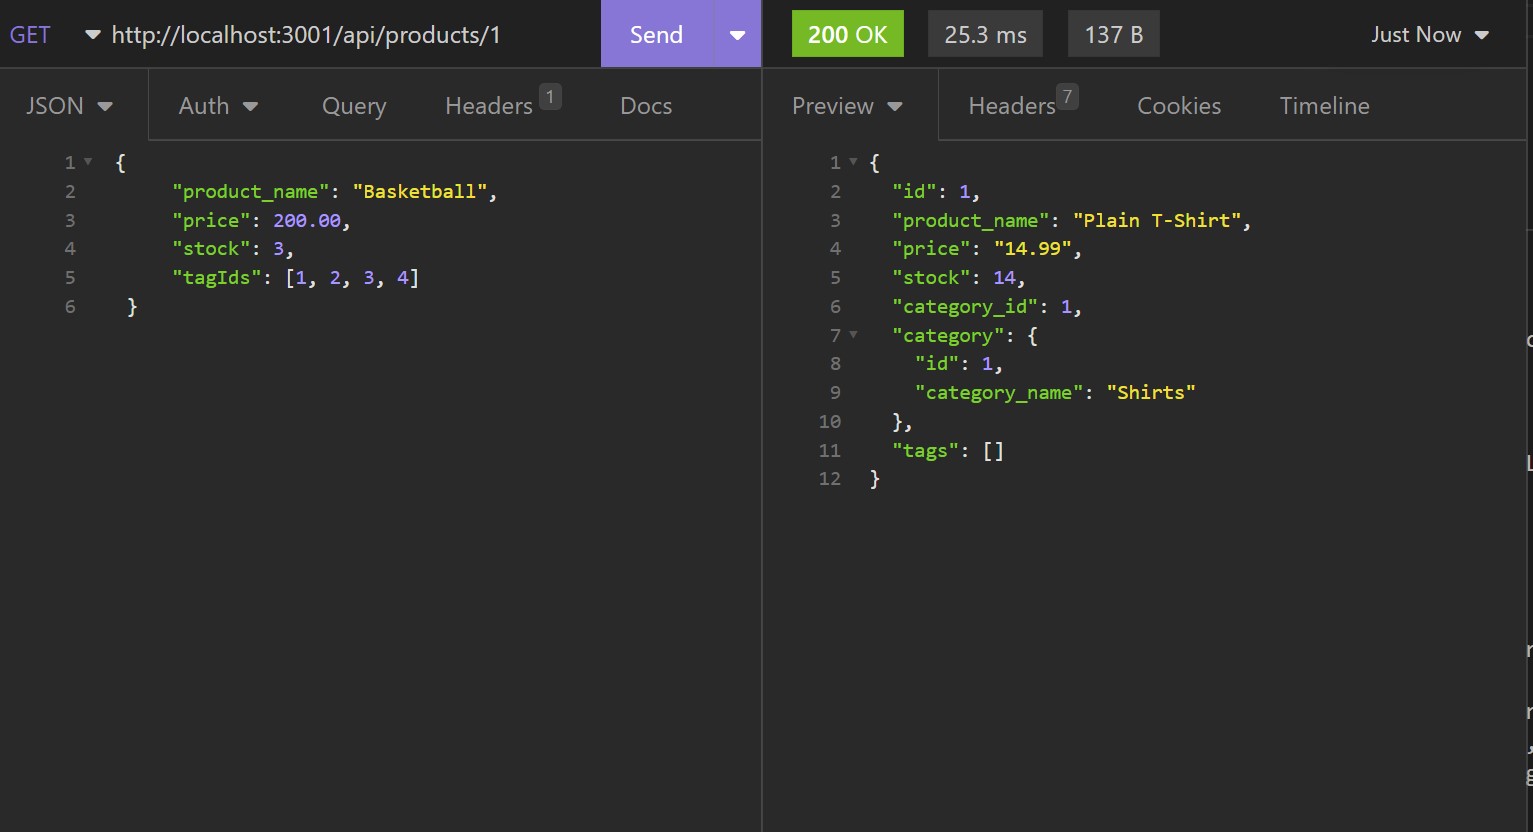 GET http://localhost:3001/api/products/1 Send 200 OK 25.3 ms 137 B Just Now
JSON Auth Query Headers 1 Docs
Preview Headers 7 Cookies Timeline
1 {
2 "product_name": "Basketball",
3 "price": 200.00,
4 "stock": 3,
5 "tagIds": [1, 2, 3, 4]
6 }
1 {
2 "id": 1,
3 "product_name": "Plain T-Shirt",
4 "price": "14.99",
5 "stock": 14,
6 "category_id": 1,
7 "category": {
8 "id": 1,
9 "category_name": "Shirts"
10 },
11 "tags": []
12 }